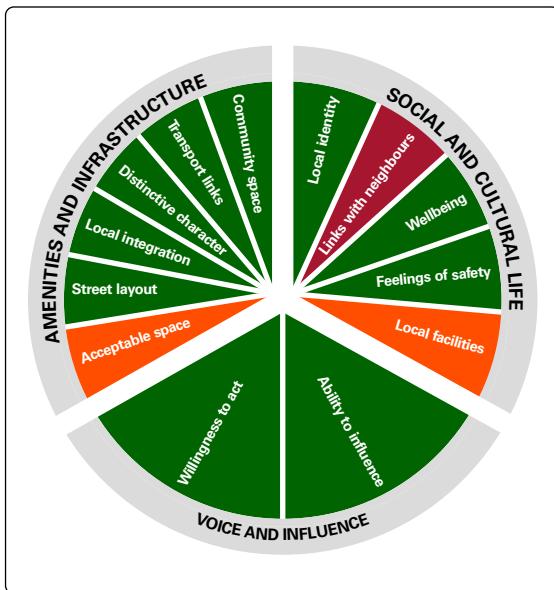 AMENITIES AND INFRASTRUCTURE
Community space
Transport links
Distinctive character
Local integration
Street layout
Acceptable space
SOCIAL AND CULTURAL LIFE
Local identity
Links with neighbours
Wellbeing
Feelings of safety
Local facilities
Willingness to act
Ability to influence
VOICE AND INFLUENCE